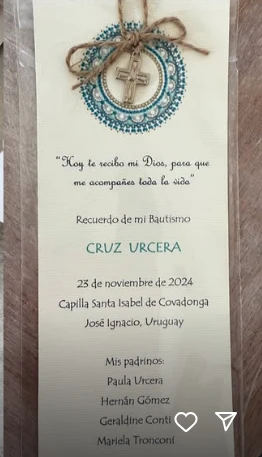 "Hoy te recibo mi Dios, para que
me acompañes toda la vida"
Recuerdo de mi Bautismo
CRUZ URCERA
23 de noviembre de 2024
Capilla Santa Isabel de Covadonga
José Ignacio, Uruguay
Mis padrinos:
Paula Urcera
Hernán Gómez
Geraldine Conti
Mariela Tronconi